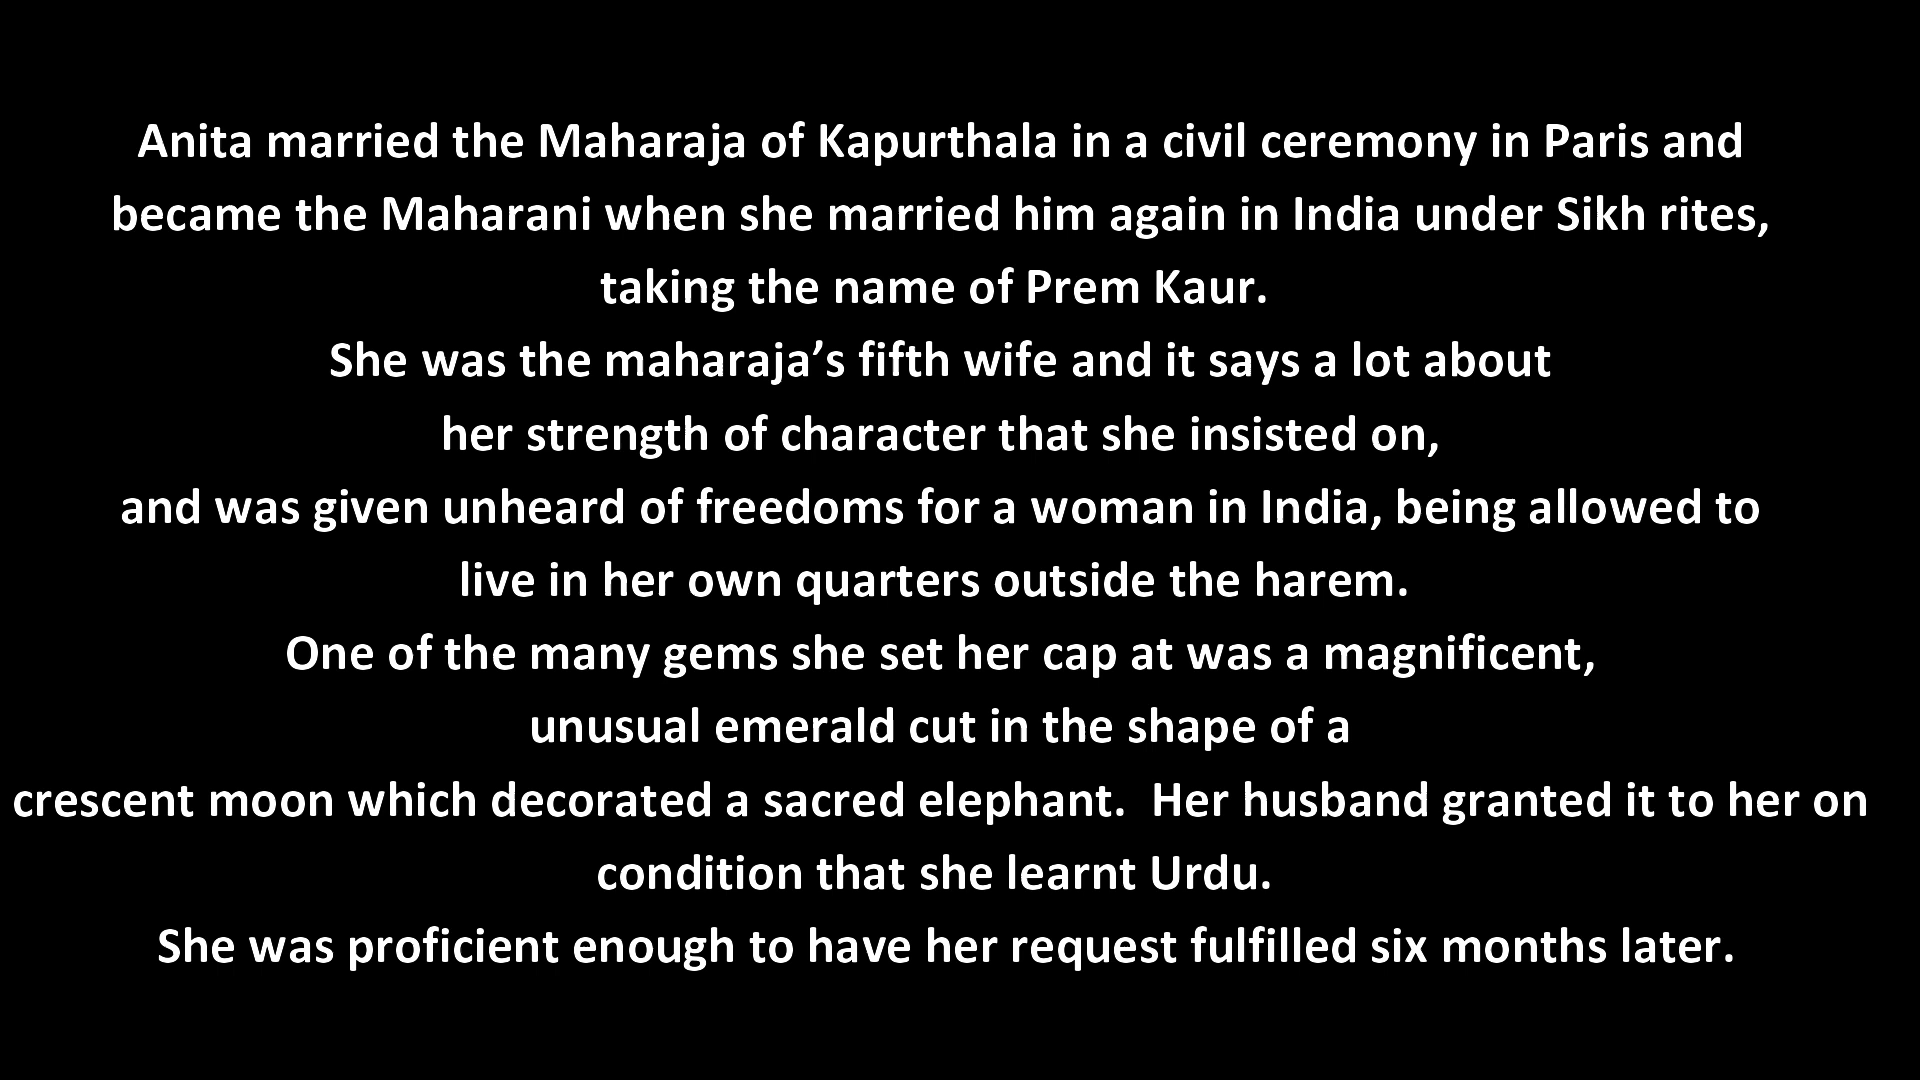 Anita married the Maharaja of Kapurthala in a civil ceremony in Paris and
became the Maharani when she married him again in India under Sikh rites,
taking the name of Prem Kaur.
She was the maharaja’s fifth wife and it says a lot about
her strength of character that she insisted on,
and was given unheard of freedoms for a woman in India, being allowed to
live in her own quarters outside the harem.
One of the many gems she set her cap at was a magnificent,
unusual emerald cut in the shape of a
crescent moon which decorated a sacred elephant.  Her husband granted it to her on
condition that she learnt Urdu.
She was proficient enough to have her request fulfilled six months later.